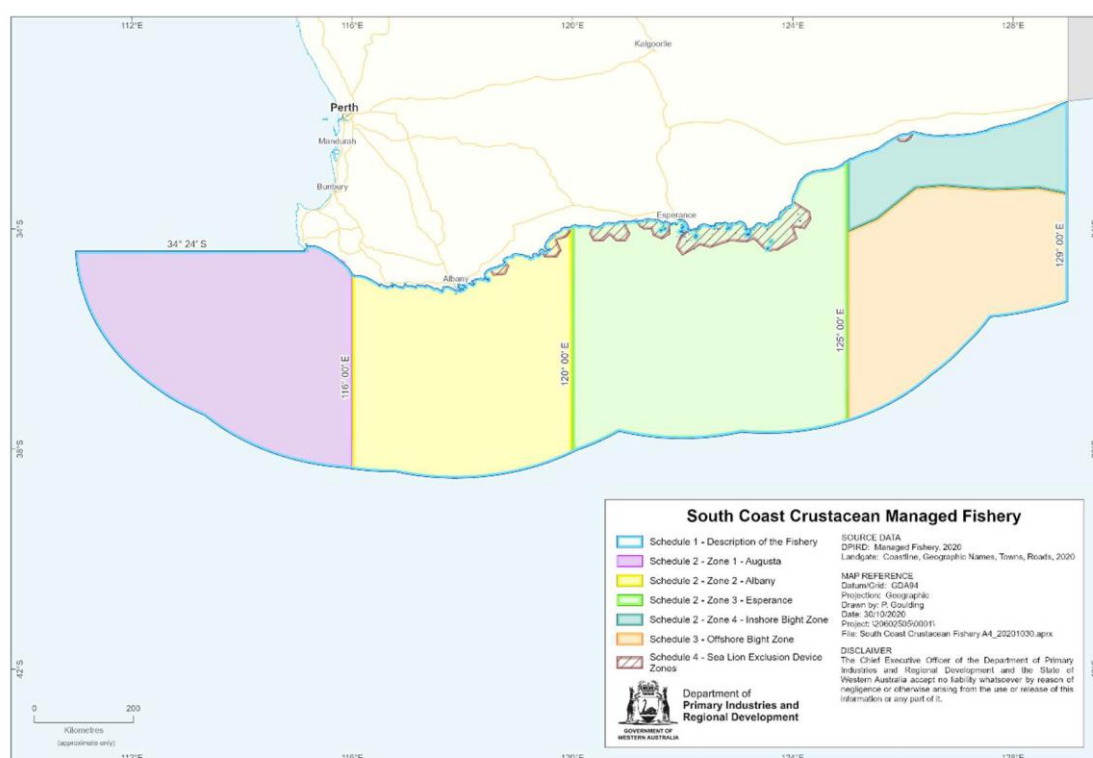 112°E 116°E 120°E 124°E 128°E
Kalgoorlie
Perth
Mandurah
Bunbury
34°S
Esperance
34° 24' S
Albany
129° 00' E
125° 00' E
116° 00' E
120° 00' E
38°S
South Coast Crustacean Managed Fishery
Schedule 1 - Description of the Fishery
Schedule 2 - Zone 1 - Augusta
Schedule 2 - Zone 2 - Albany
Schedule 2 - Zone 3 - Esperance
Schedule 2 - Zone 4 - Inshore Bight Zone
Schedule 3 - Offshore Bight Zone
Schedule 4 - Sea Lion Exclusion Device
Zones
SOURCE DATA
DPIRD: Managed Fishery, 2020
Landgate: Coastline, Geographic Names, Towns, Roads, 2020
MAP REFERENCE
Datum/Grid: GDA94
Projection: Geographic
Drawn by: P. Goulding
Date: 30/10/2020
Project: \20602505\0001\
File: South Coast Crustacean Fishery A4_20201030.aprx
DISCLAIMER
The Chief Executive Officer of the Department of Primary
Industries and Regional Development and the State of
Western Australia accept no liability whatsoever by reason of
negligence or otherwise arising from the use or release of this
information or any part of it.
Department of
Primary Industries and
Regional Development
GOVERNMENT OF
WESTERN AUSTRALIA
42°S
0 200
Kilometres
(approximate only)
112°E 116°E 120°E 124°E 128°E